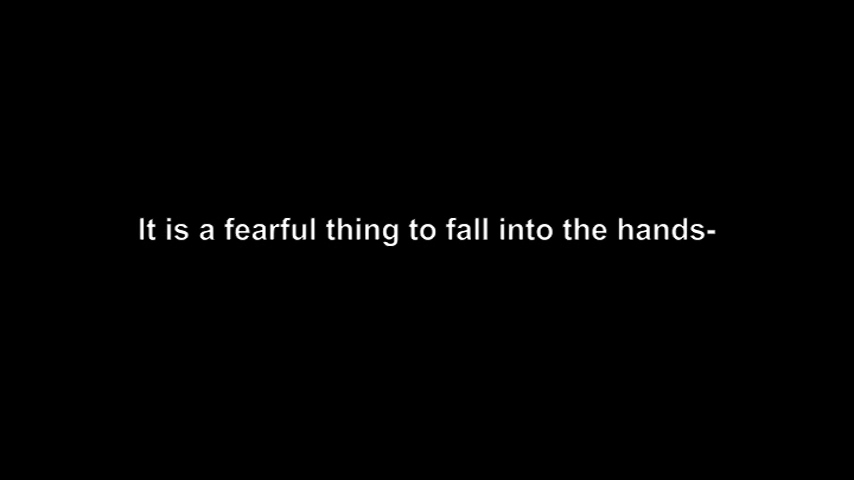 It is a fearful thing to fall into the hands-